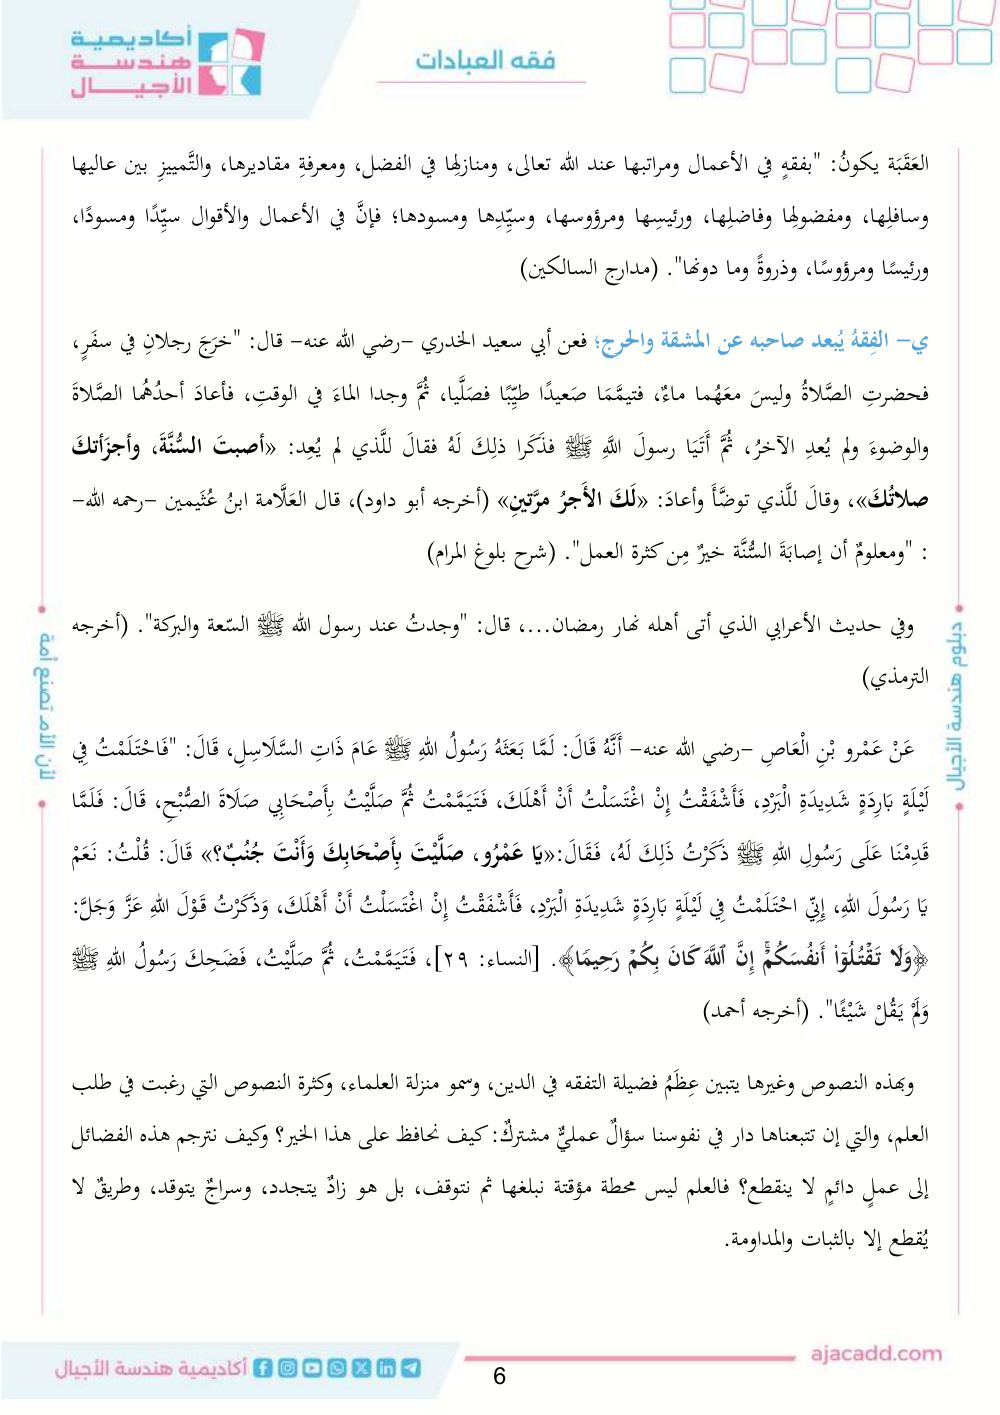 أكاديمية
هندسة
الأجيال
فقه العبادات
العَقَبَة يكونُ: "بفقهٍ في الأعمال ومراتبها عند الله تعالى، ومنازلِها في الفضل، ومعرفةِ مقاديرها، والتَّمييزِ بين عاليها
وسافلِها، ومفضولِها وفاضلِها، ورئيسِها ومرؤوسها، وسيِّدِها ومسودها؛ فإنَّ في الأعمال والأقوال سيِّدًا ومسودًا،
ورئيسًا ومرؤوسًا، وذروةً وما دونها". (مدارج السالكين)
ي- الفِقهُ يُبعد صاحبه عن المشقة والحرج؛ فعن أبي سعيد الخدري -رضي الله عنه- قال: "خرَجَ رجلانِ في سفَرٍ،
فحضرتِ الصَّلاةُ وليسَ معَهُما ماءٌ، فتيمَّمَا صَعيدًا طيِّبًا فصَلَّيا، ثُمَّ وجدا الماءَ في الوقتِ، فأعادَ أحدُهُما الصَّلاةَ
والوضوءَ ولم يُعدِ الآخرُ، ثُمَّ أَتَيَا رسولَ اللَّهِ ﷺ فذَكَرا ذلِكَ لَهُ فقالَ للَّذي لم يُعِد: «أصبتَ السُّنَّةَ، وأجزَأتكَ
صلاتُكَ»، وقالَ للَّذي توضَّأَ وأعادَ: «لَكَ الأَجرُ مرَّتينِ» (أخرجه أبو داود)، قال العَلَّامة ابنُ عُثَيمين -رحمه الله-
: "ومعلومٌ أن إصابَةَ السُّنَّة خيرٌ مِن كثرة العمل". (شرح بلوغ المرام)
وفي حديث الأعرابي الذي أتى أهله نهار رمضان...، قال: "وجدتُ عند رسول الله ﷺ السّعة والبركة". (أخرجه
الترمذي)
عَنْ عَمْرِو بْنِ الْعَاصِ -رضي الله عنه- أَنَّهُ قَالَ: لَمَّا بَعَثَهُ رَسُولُ اللهِ ﷺ عَامَ ذَاتِ السَّلَاسِلِ، قَالَ: "فَاحْتَلَمْتُ فِي
لَيْلَةٍ بَارِدَةٍ شَدِيدَةِ الْبَرْدِ، فَأَشْفَقْتُ إِنْ اغْتَسَلْتُ أَنْ أَهْلَكَ، فَتَيَمَّمْتُ ثُمَّ صَلَّيْتُ بِأَصْحَابِي صَلَاةَ الصُّبْحِ، قَالَ: فَلَمَّا
قَدِمْنَا عَلَى رَسُولِ اللهِ ﷺ ذَكَرْتُ ذَلِكَ لَهُ، فَقَالَ:«يَا عَمْرُو، صَلَّيْتَ بِأَصْحَابِكَ وَأَنْتَ جُنُبٌ؟» قَالَ: قُلْتُ: نَعَمْ
يَا رَسُولَ اللهِ، إِنِّي احْتَلَمْتُ فِي لَيْلَةٍ بَارِدَةٍ شَدِيدَةِ الْبَرْدِ، فَأَشْفَقْتُ إِنْ اغْتَسَلْتُ أَنْ أَهْلَكَ، وَذَكَرْتُ قَوْلَ اللهِ عَزَّ وَجَلَّ:
﴿وَلَا تَقْتُلُوٓاْ أَنفُسَكُمْۚ إِنَّ ٱللَّهَ كَانَ بِكُمْ رَحِيمًا﴾. [النساء: ٢٩]، فَتَيَمَّمْتُ، ثُمَّ صَلَّيْتُ، فَضَحِكَ رَسُولُ اللهِ ﷺ
وَلَمْ يَقُلْ شَيْئًا". (أخرجه أحمد)
وبهذه النصوص وغيرها يتبين عِظَمُ فضيلة التفقه في الدين، وسمو منزلة العلماء، وكثرة النصوص التي رغبت في طلب
العلم، والتي إن تتبعناها دار في نفوسنا سؤالٌ عمليٌّ مشتركٌ: كيف نحافظ على هذا الخير؟ وكيف نترجم هذه الفضائل
إلى عملٍ دائمٍ لا ينقطع؟ فالعلم ليس محطة مؤقتة نبلغها ثم نتوقف، بل هو زادٌ يتجدد، وسراجٌ يتوقد، وطريقٌ لا
يُقطع إلا بالثبات والمداومة.
دبلوم هندسة الأجيال
لأن الأم تصنع أمة
ajacadd.com
6
أكاديمية هندسة الأجيال